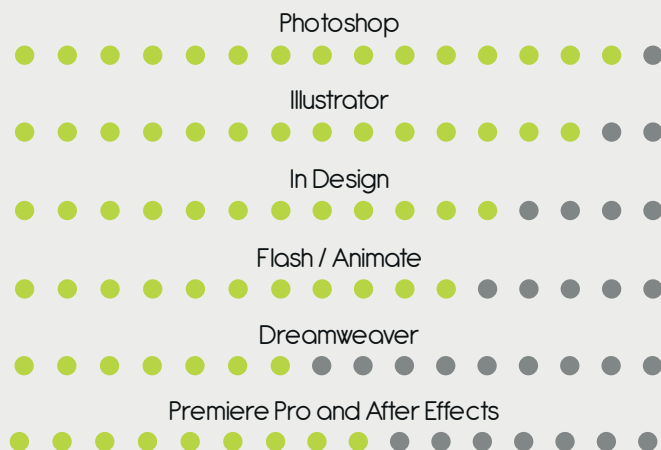 Photoshop
Illustrator
In Design
Flash / Animate
Dreamweaver
Premiere Pro and After Effects